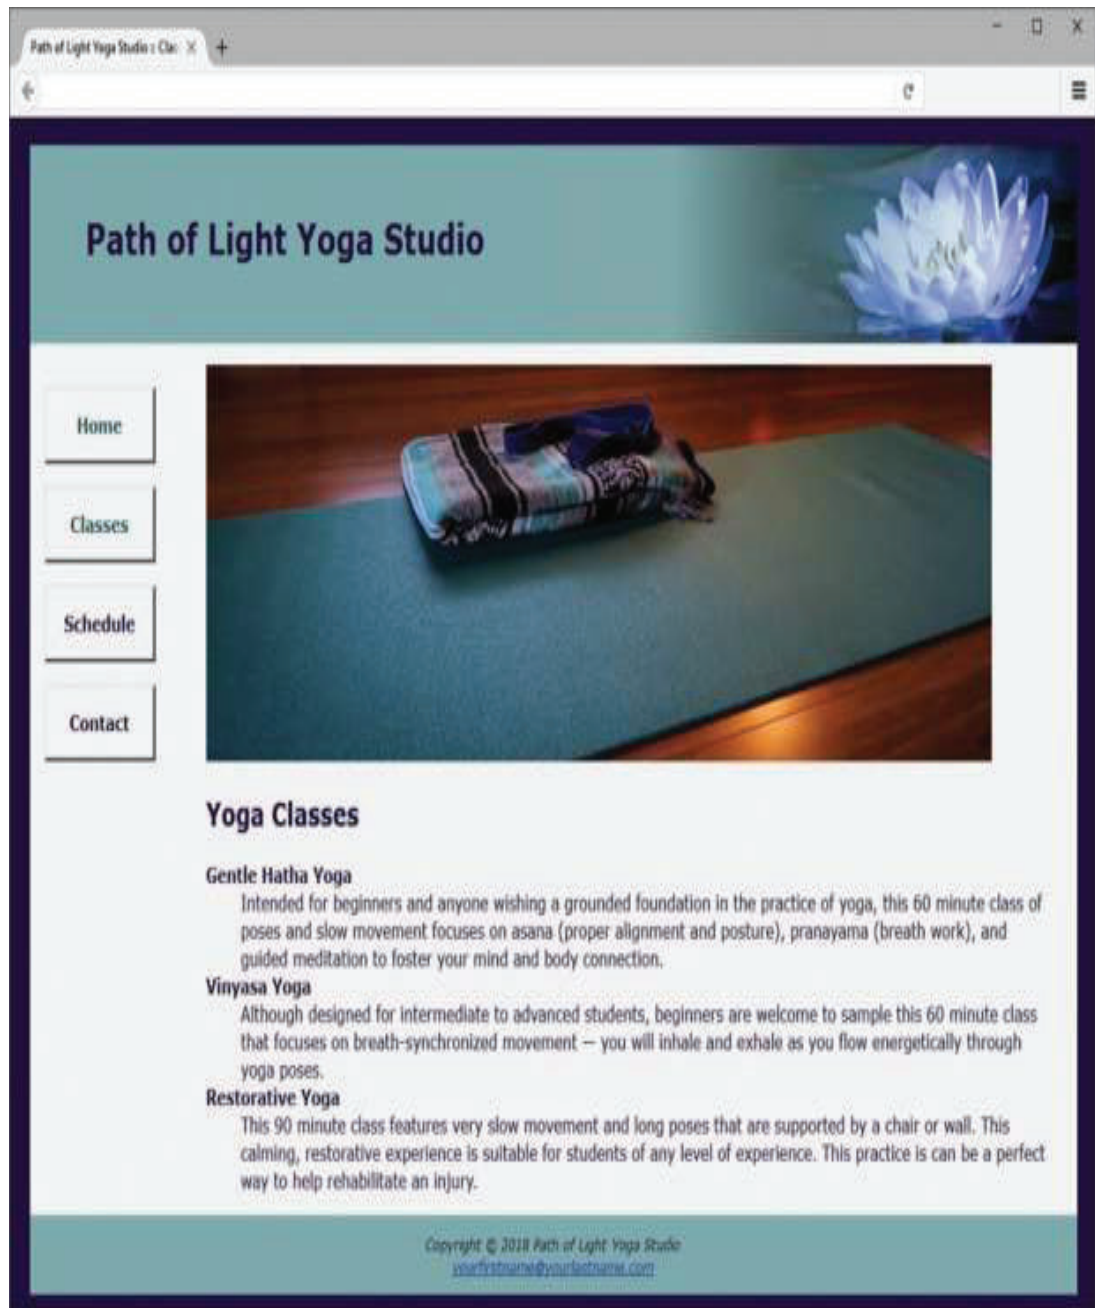 Path of Light Yoga Studio :: Cla
Path of Light Yoga Studio
Home
Classes
Schedule
Contact
Yoga Classes
Gentle Hatha Yoga
Intended for beginners and anyone wishing a grounded foundation in the practice of yoga, this 60 minute class of
poses and slow movement focuses on asana (proper alignment and posture), pranayama (breath work), and
guided meditation to foster your mind and body connection.
Vinyasa Yoga
Although designed for intermediate to advanced students, beginners are welcome to sample this 60 minute class
that focuses on breath-synchronized movement — you will inhale and exhale as you flow energetically through
yoga poses.
Restorative Yoga
This 90 minute class features very slow movement and long poses that are supported by a chair or wall. This
calming, restorative experience is suitable for students of any level of experience. This practice is can be a perfect
way to help rehabilitate an injury.
Copyright © 2018 Path of Light Yoga Studio
yourfirstname@yourlastname.com